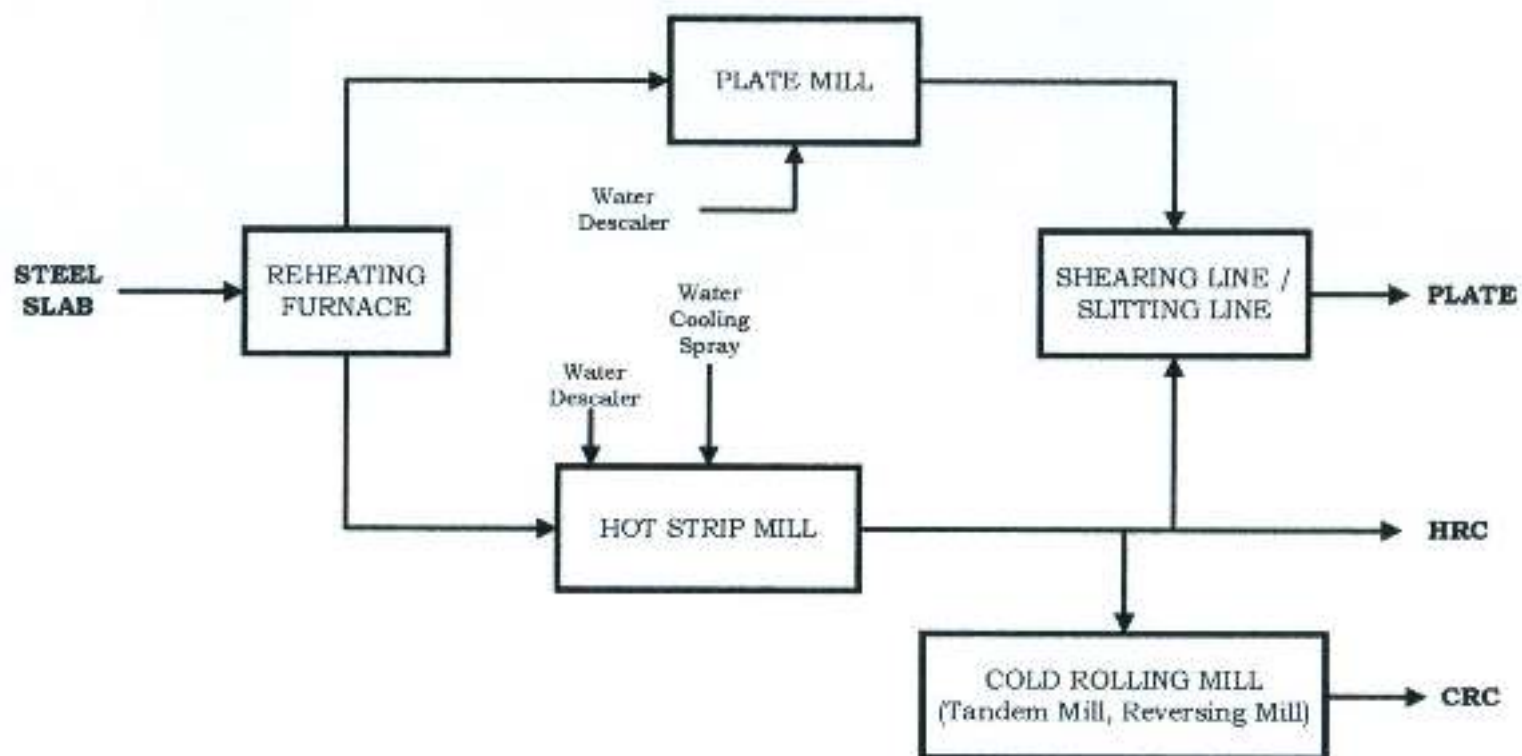 PLATE MILL
Water
Descaler
STEEL
SLAB
REHEATING
FURNACE
SHEARING LINE /
SLITTING LINE
PLATE
Water
Cooling
Spray
Water
Descaler
HOT STRIP MILL
HRC
COLD ROLLING MILL
(Tandem Mill, Reversing Mill)
CRC